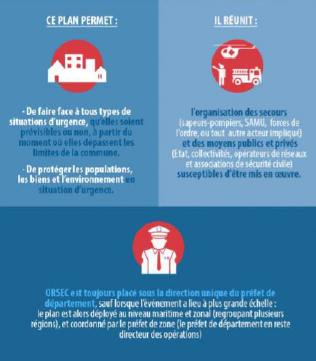 CE PLAN PERMET :
- De faire face à tous types de
situations d'urgence, qu'elles soient
prévisibles ou non, à partir du
moment où elles dépassent les
limites de la commune.
- De protéger les populations,
les biens et l'environnement en
situation d'urgence.
IL RÉUNIT :
l'organisation des secours
(sapeurs-pompiers, SAMU, forces de
l'ordre, ou tout autre acteur impliqué)
et des moyens publics et privés
(Etat, collectivités, opérateurs de réseaux
et associations de sécurité civile)
susceptibles d'être mis en œuvre.
ORSEC est toujours placé sous la direction unique du préfet de
département, sauf lorsque l'événement a lieu à plus grande échelle :
le plan est alors déployé au niveau maritime et zonal (regroupant plusieurs
régions), et coordonné par le préfet de zone (le préfet de département en reste
directeur des opérations)